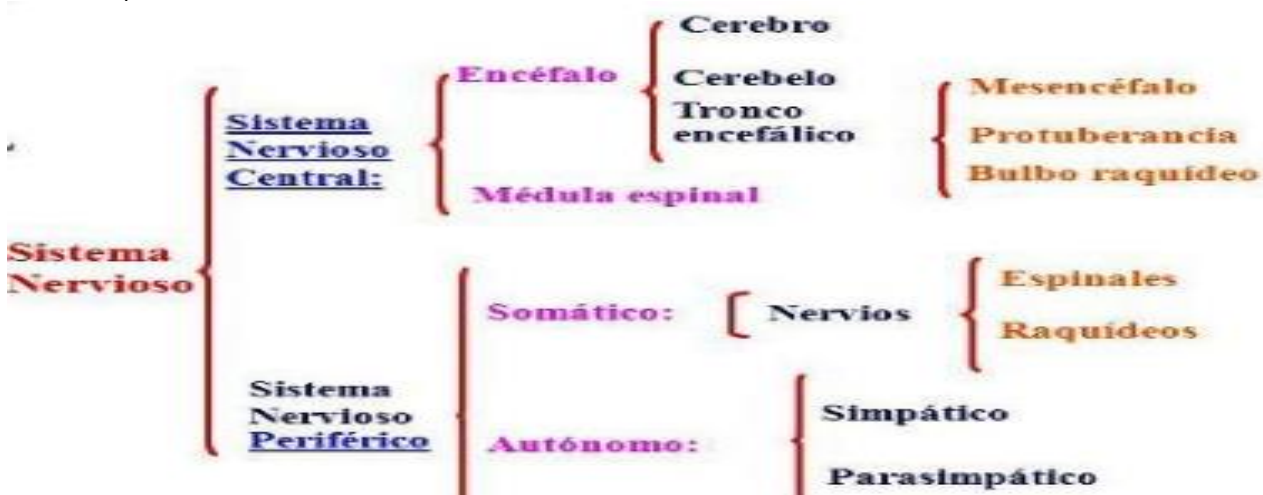 Sistema
Nervioso
Sistema
Nervioso
Central:
Encéfalo
Cerebro
Cerebelo
Tronco
encefálico
Mesencéfalo
Protuberancia
Bulbo raquídeo
Médula espinal
Sistema
Nervioso
Periférico
Somático:
Nervios
Espinales
Raquídeos
Autónomo:
Simpático
Parasimpático